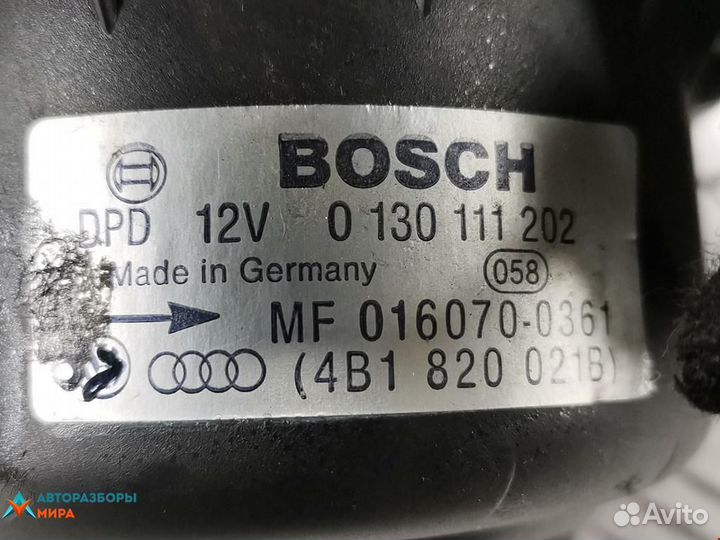 BOSCH
DPD 12V 0 130 111 202
Made in Germany 058
MF 016070-0361
(4B1 820 021B)
АВТОРАЗБОРЫ
МИРА
Avito